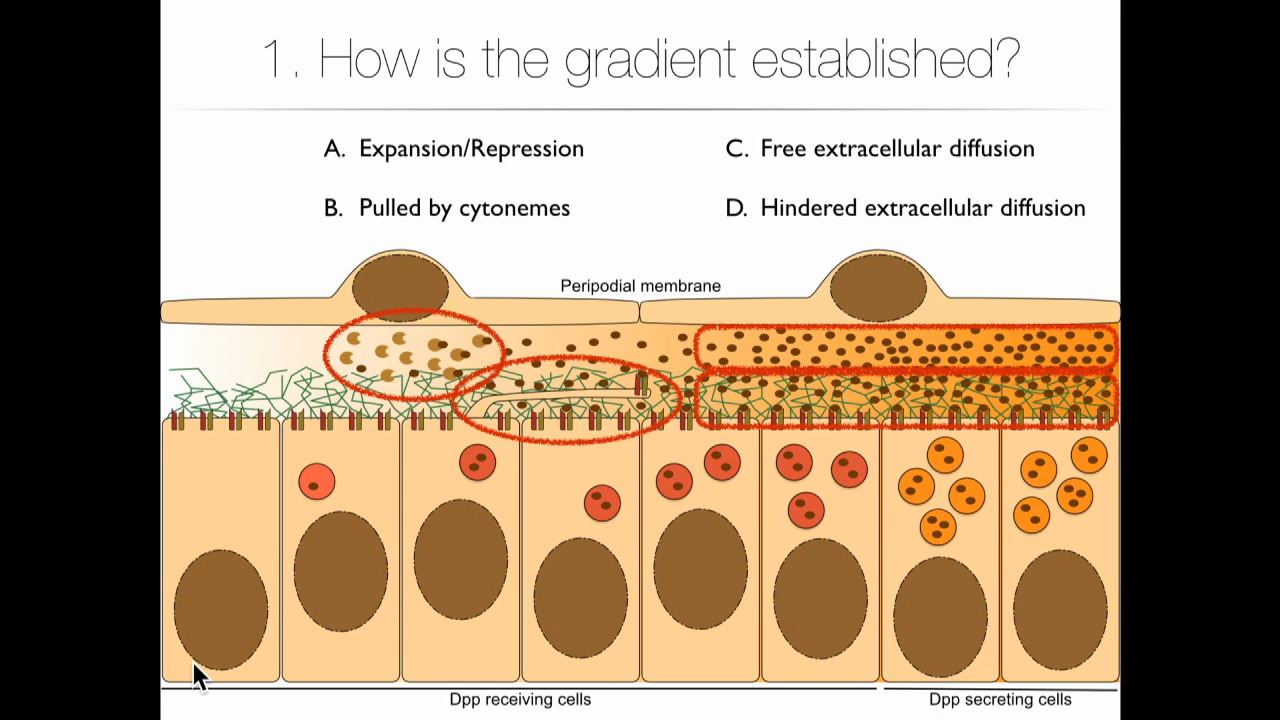 1. How is the gradient established?
A. Expansion/Repression
C. Free extracellular diffusion
B. Pulled by cytonemes
D. Hindered extracellular diffusion
Peripodial membrane
Dpp receiving cells
Dpp secreting cells